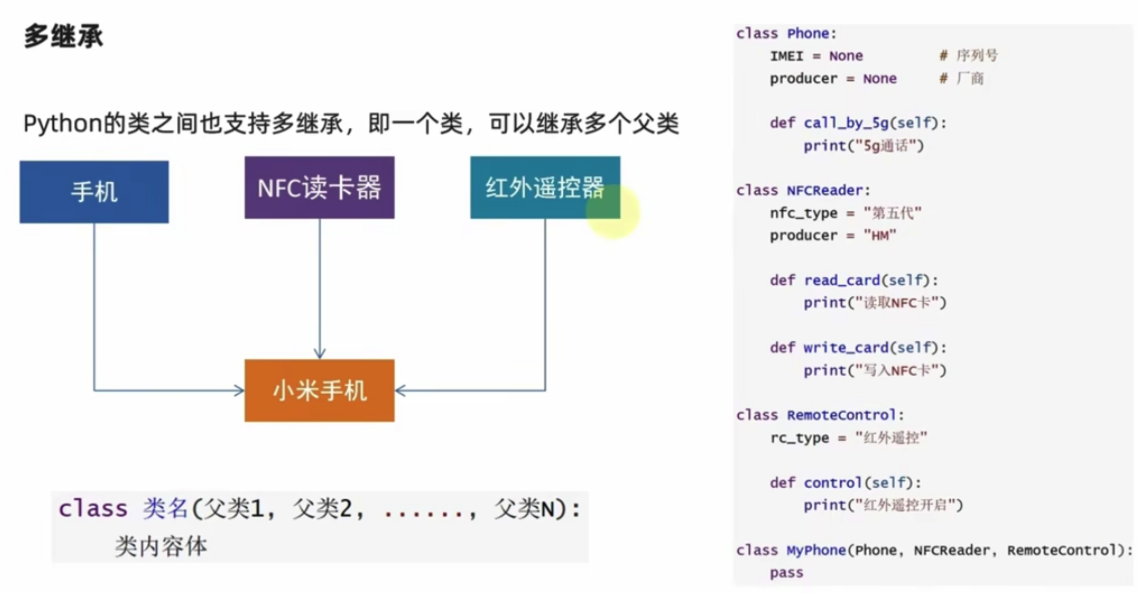 多继承
Python的类之间也支持多继承，即一个类，可以继承多个父类
手机
NFC读卡器
红外遥控器
小米手机
class 类名(父类1, 父类2, ......, 父类N):
    类内容体
class Phone:
    IMEI = None         # 序列号
    producer = None     # 厂商

    def call_by_5g(self):
        print("5g通话")

class NFCReader:
    nfc_type = "第五代"
    producer = "HM"

    def read_card(self):
        print("读取NFC卡")

    def write_card(self):
        print("写入NFC卡")

class RemoteControl:
    rc_type = "红外遥控"

    def control(self):
        print("红外遥控开启")

class MyPhone(Phone, NFCReader, RemoteControl):
    pass